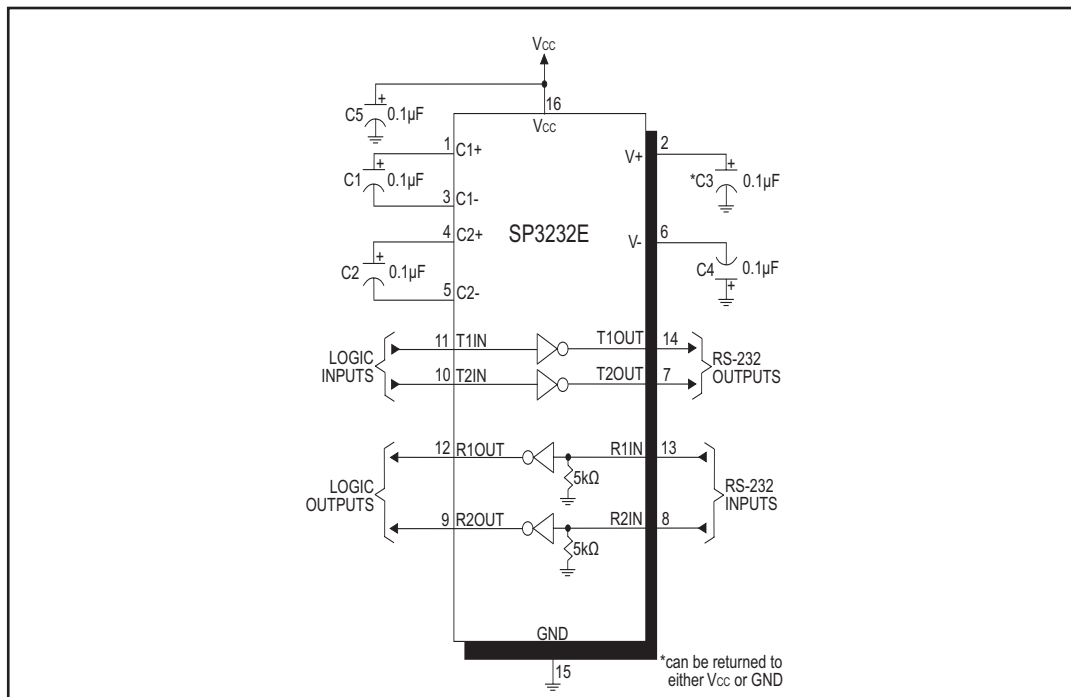 Vcc
C5
+
0.1µF
16
Vcc
1
C1+
+
C1
0.1µF
3
C1-
4
C2+
+
C2
0.1µF
5
C2-
SP3232E
V+
2
+
*C3
0.1µF
V-
6
C4
0.1µF
+
LOGIC
INPUTS
11
T1IN
T1OUT
14
10
T2IN
T2OUT
7
RS-232
OUTPUTS
LOGIC
OUTPUTS
12
R1OUT
R1IN
13
5kΩ
9
R2OUT
R2IN
8
5kΩ
RS-232
INPUTS
GND
15
*can be returned to
either Vcc or GND